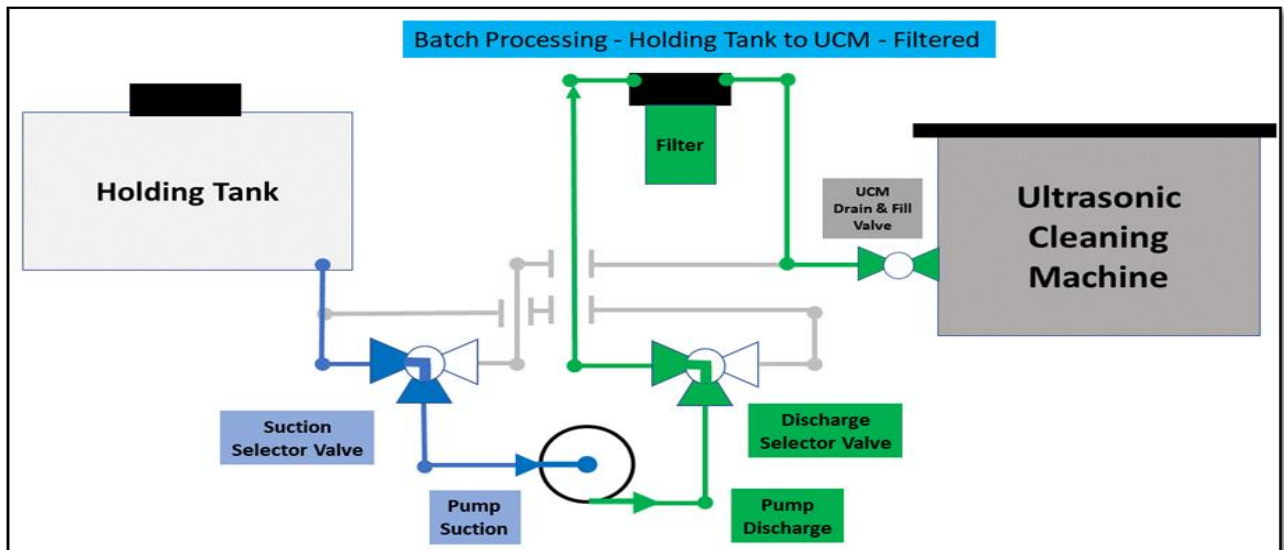 Batch Processing - Holding Tank to UCM - Filtered
Holding Tank
Filter
UCM
Drain & Fill
Valve
Ultrasonic
Cleaning
Machine
Suction
Selector Valve
Discharge
Selector Valve
Pump
Suction
Pump
Discharge